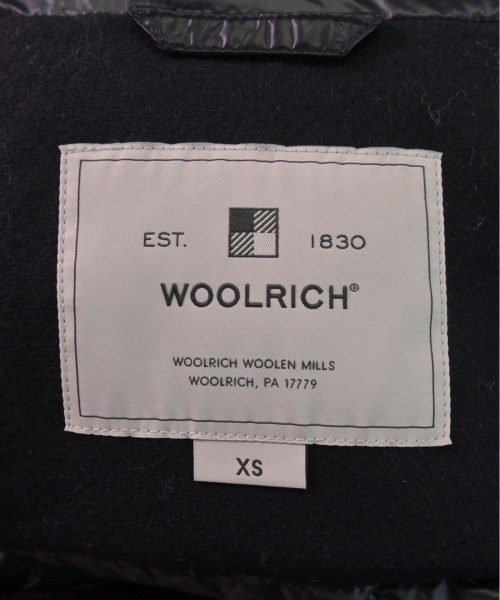 EST. 1830
WOOLRICH®
WOOLRICH WOOLEN MILLS
WOOLRICH, PA 17779
XS